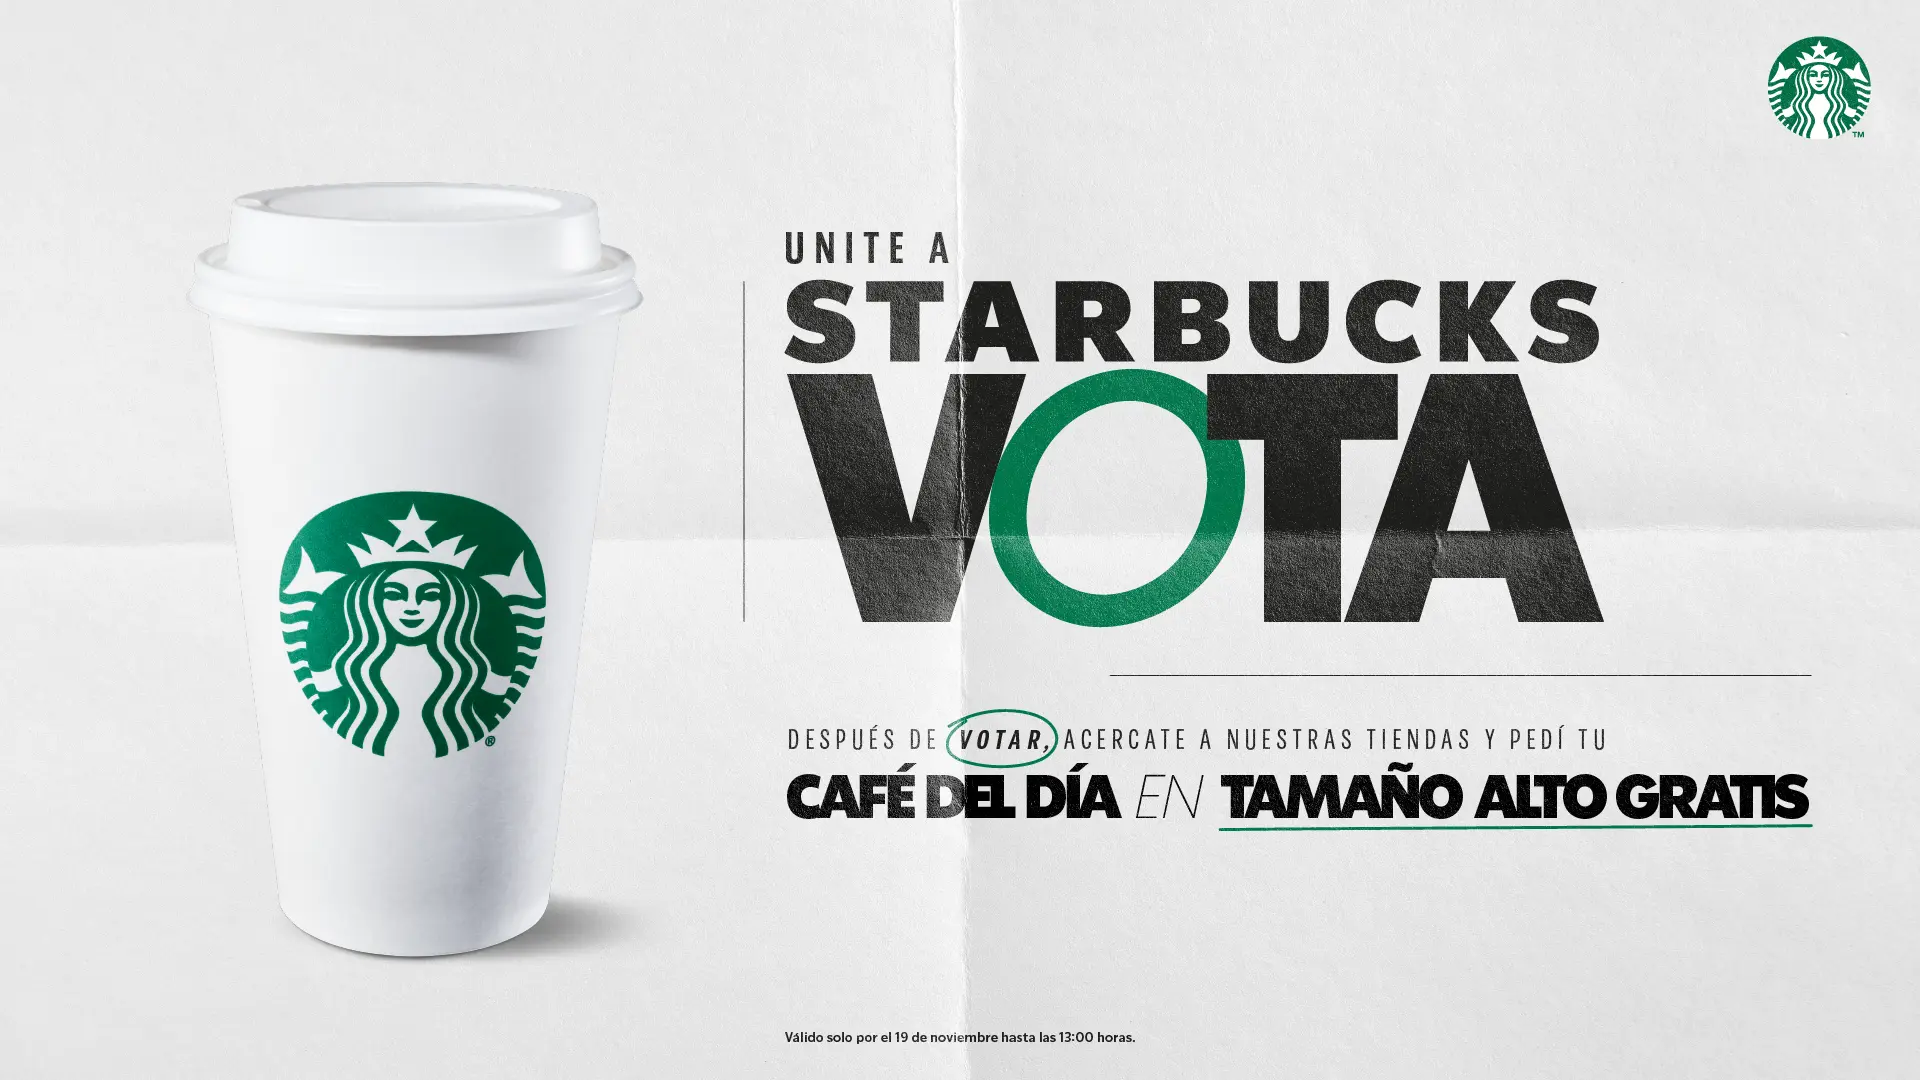 UNITE A
STARBUCKS
VOTA
DESPUÉS DE VOTAR, ACERCATE A NUESTRAS TIENDAS Y PEDÍ TU
CAFÉ DEL DÍA EN TAMAÑO ALTO GRATIS
Válido solo por el 19 de noviembre hasta las 13:00 horas.
TM
®